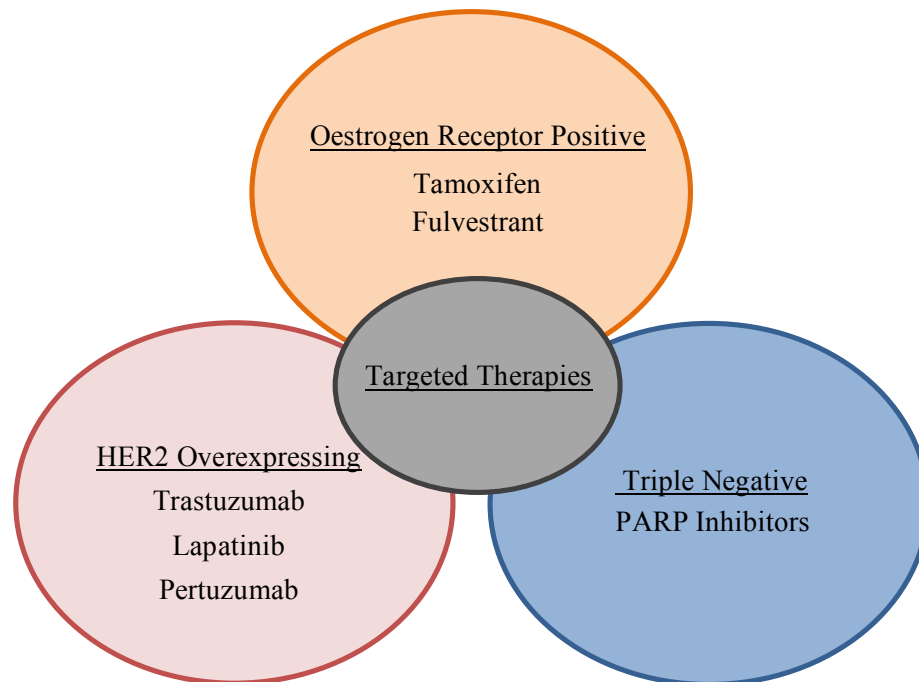 Oestrogen Receptor Positive
Tamoxifen
Fulvestrant
Targeted Therapies
HER2 Overexpressing
Trastuzumab
Lapatinib
Pertuzumab
Triple Negative
PARP Inhibitors